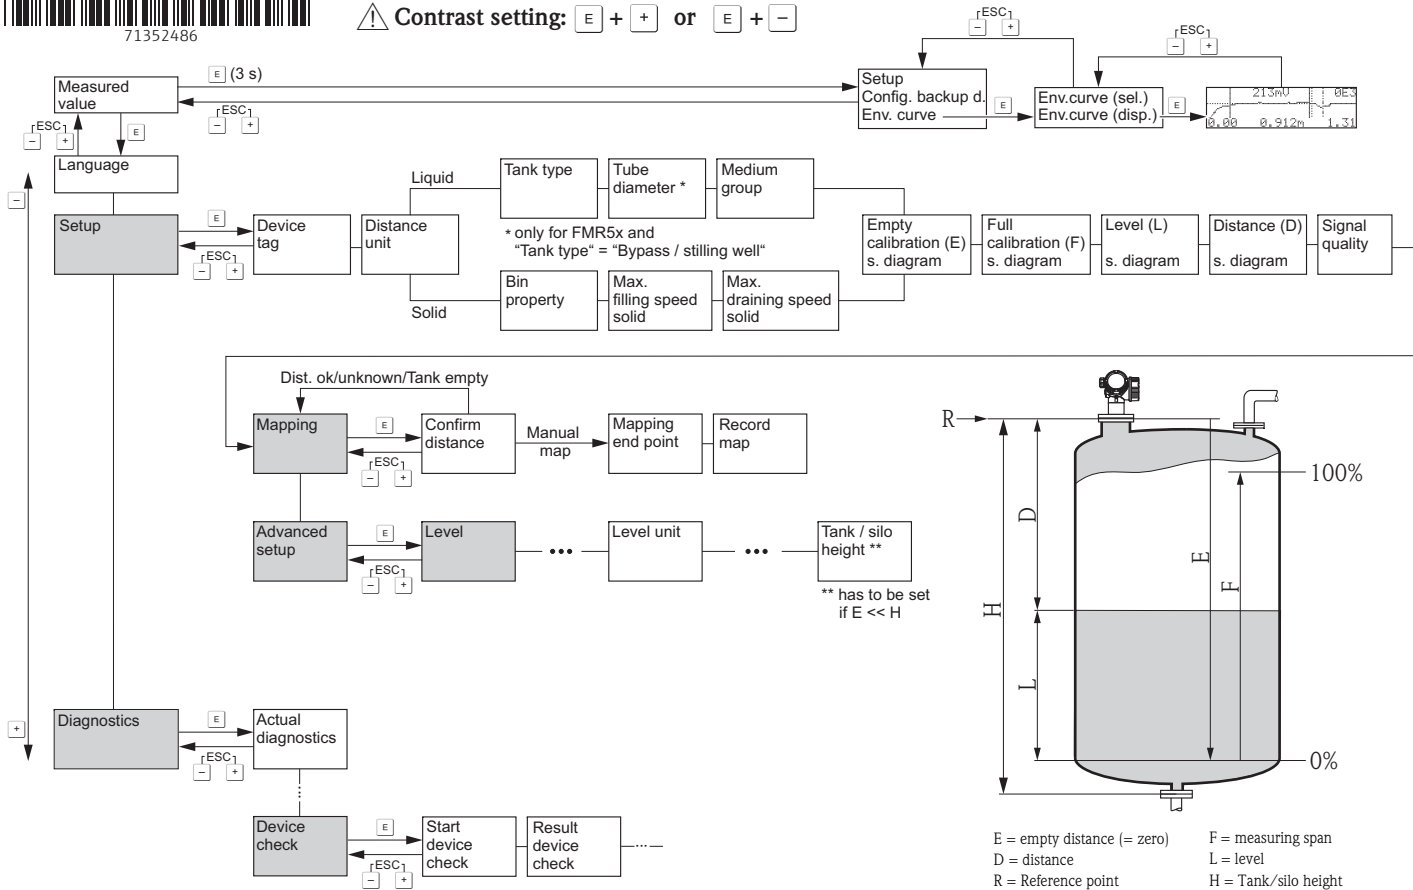 71352486
Contrast setting: E + + or E + –
ESC
– +
ESC
– +
E (3 s)
Measured
value
ESC
– +
Setup
Config. backup d.
Env. curve
E
Env.curve (sel.)
Env.curve (disp.)
E
213mV 0E3
0.00 0.912m 1.31
ESC
– +
E
Language
–
Setup
E
ESC
– +
Device
tag
Distance
unit
Liquid
Tank type
Tube
diameter *
Medium
group
* only for FMR5x and
"Tank type“ = "Bypass / stilling well“
Solid
Bin
property
Max.
filling speed
solid
Max.
draining speed
solid
Empty
calibration (E)
s. diagram
Full
calibration (F)
s. diagram
Level (L)
s. diagram
Distance (D)
s. diagram
Signal
quality
Dist. ok/unknown/Tank empty
Mapping
E
ESC
– +
Confirm
distance
Manual
map
Mapping
end point
Record
map
Advanced
setup
E
ESC
– +
Level
•••
Level unit
•••
Tank / silo
height **
** has to be set
if E << H
+
Diagnostics
E
ESC
– +
Actual
diagnostics
Device
check
E
ESC
– +
Start
device
check
Result
device
check
R
100%
D
E
F
H
L
0%
E = empty distance (= zero)
D = distance
R = Reference point
F = measuring span
L = level
H = Tank/silo height